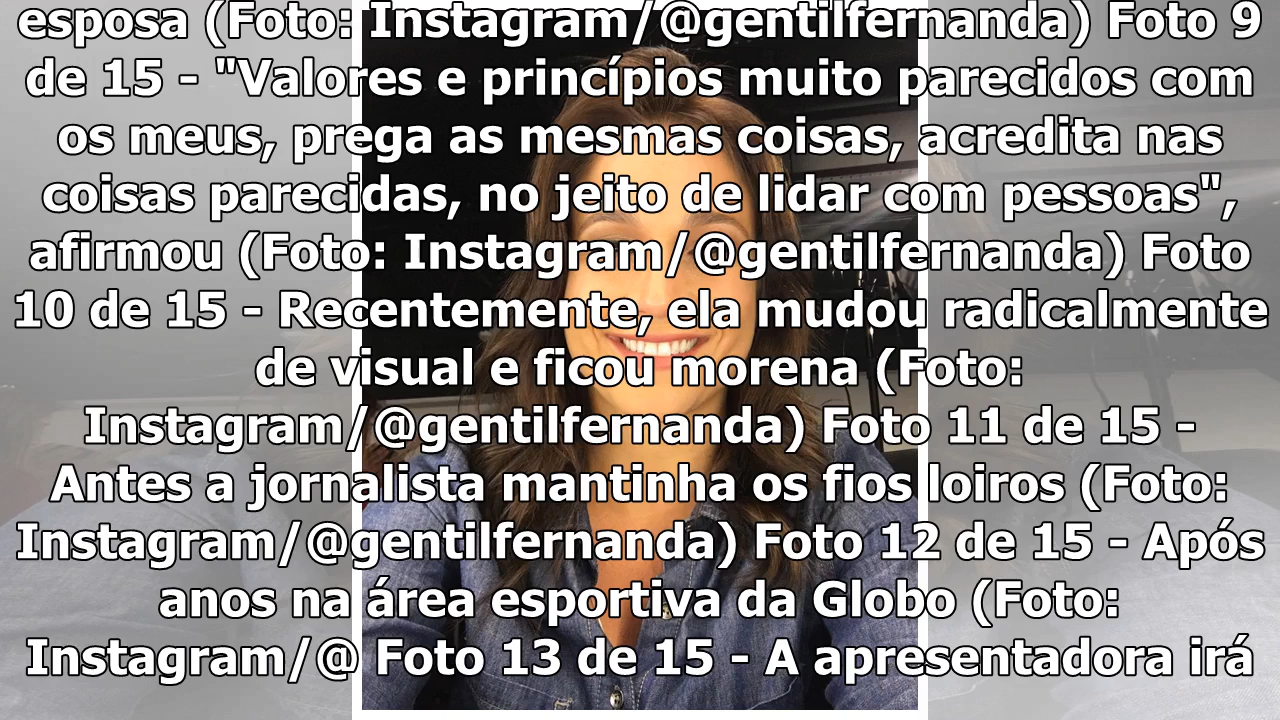 esposa (Foto: Instagram/@gentilfernanda) Foto 9
de 15 - "Valores e princípios muito parecidos com
os meus, prega as mesmas coisas, acredita nas
coisas parecidas, no jeito de lidar com pessoas",
afirmou (Foto: Instagram/@gentilfernanda) Foto
10 de 15 - Recentemente, ela mudou radicalmente
de visual e ficou morena (Foto:
Instagram/@gentilfernanda) Foto 11 de 15 -
Antes a jornalista mantinha os fios loiros (Foto:
Instagram/@gentilfernanda) Foto 12 de 15 - Após
anos na área esportiva da Globo (Foto:
Instagram/@ Foto 13 de 15 - A apresentadora irá